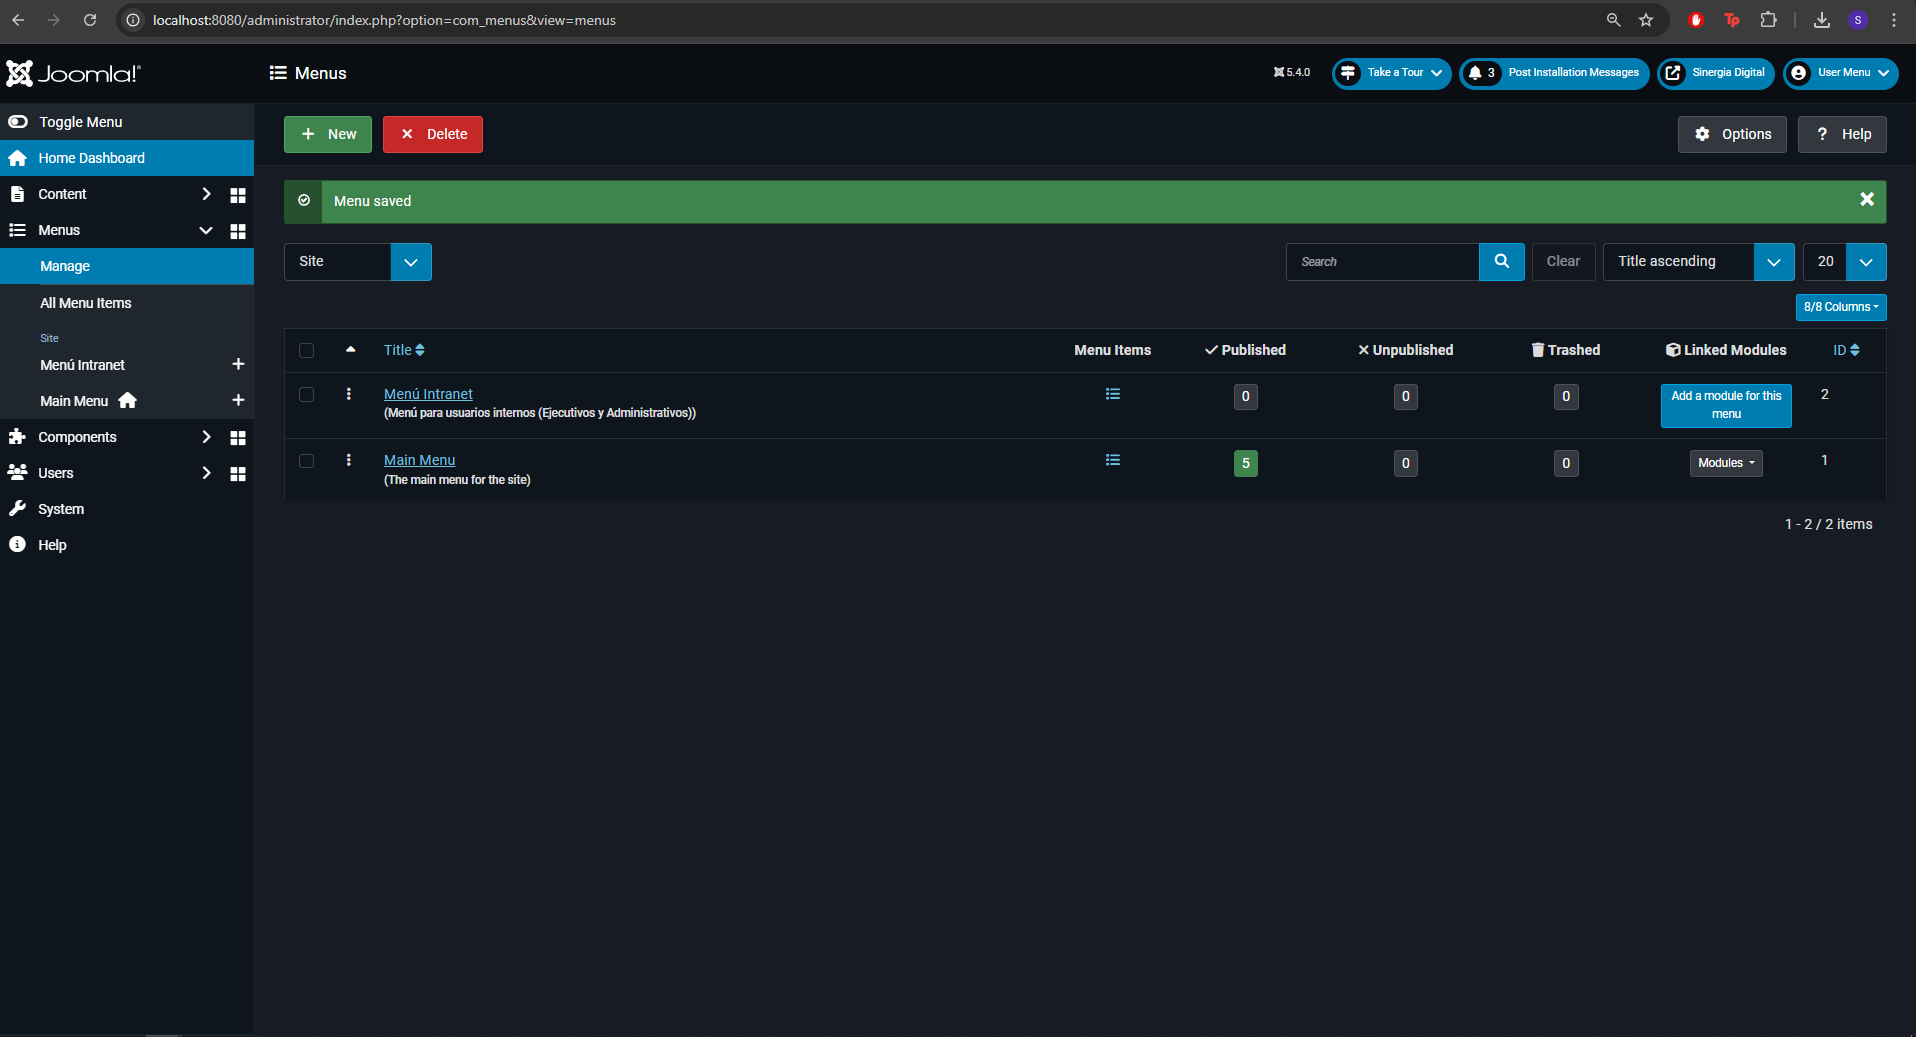 localhost:8080/administrator/index.php?option=com_menus&view=menus
Tp
S
Joomla!®
Menus
5.4.0
Take a Tour
3
Post Installation Messages
Sinergia Digital
User Menu
Toggle Menu
Home Dashboard
Content
Menus
Manage
All Menu Items
Site
Menú Intranet
Main Menu
Components
Users
System
Help
New
Delete
Options
? Help
Menu saved
Site
Search
Clear
Title ascending
20
8/8 Columns
Title
Menu Items
Published
Unpublished
Trashed
Linked Modules
ID
Menú Intranet
(Menú para usuarios internos (Ejecutivos y Administrativos))
0
0
0
Add a module for this
menu
2
Main Menu
(The main menu for the site)
5
0
0
Modules
1
1 - 2 / 2 items